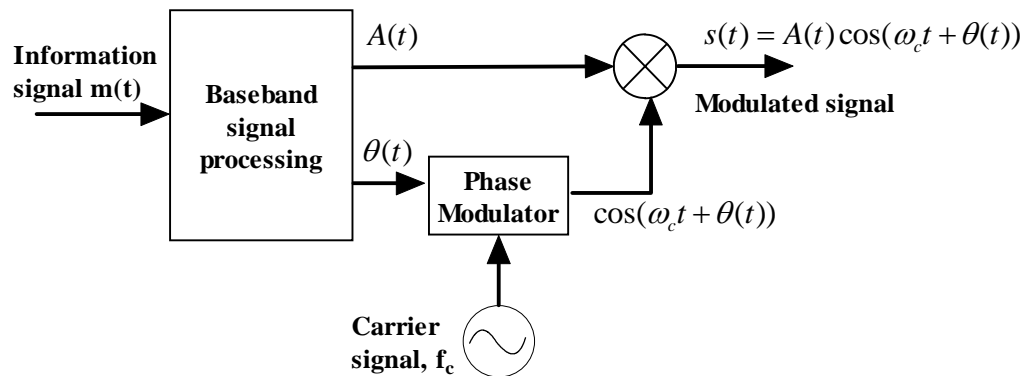 Information
signal m(t)
Baseband
signal
processing
A(t)
θ(t)
Phase
Modulator
cos(ω_c t + θ(t))
s(t) = A(t) cos(ω_c t + θ(t))
Modulated signal
Carrier
signal, f_c